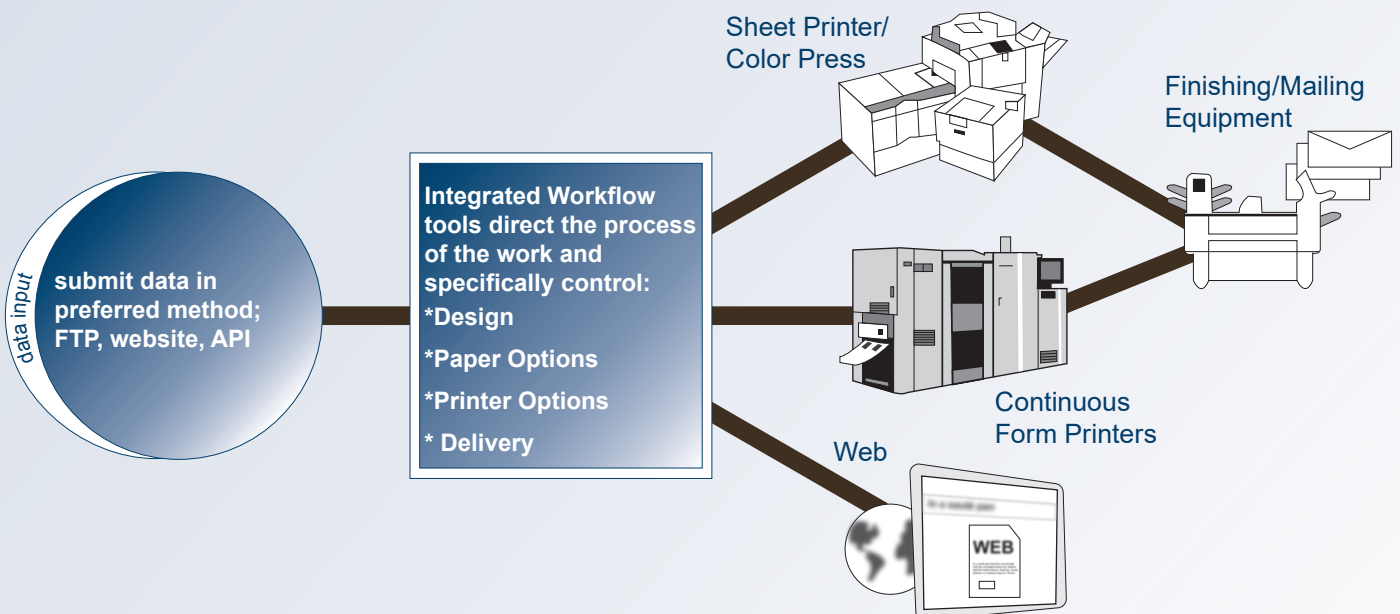 data input
submit data in
preferred method;
FTP, website, API
Integrated Workflow
tools direct the process
of the work and
specifically control:
*Design
*Paper Options
*Printer Options
* Delivery
Sheet Printer/
Color Press
Finishing/Mailing
Equipment
Continuous
Form Printers
Web
WEB